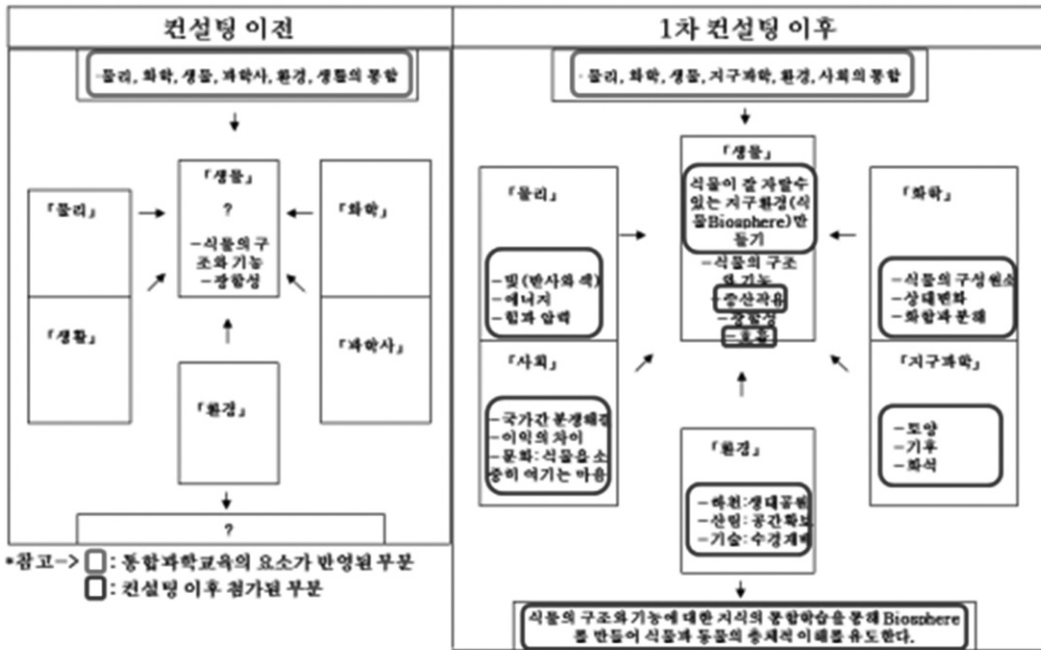 컨설팅 이전
·물리, 화학, 생물, 과학사, 환경, 생활의 통합
「생물」
?
-식물의 구
조와 기능
-광합성
「물리」
「화학」
「생활」
「과학사」
「환경」
?
1차 컨설팅 이후
·물리, 화학, 생물, 지구과학, 환경, 사회의 통합
「생물」
식물이 잘 자랄수
있는 지구환경(식
물Biosphere)만
들기
-식물의 구조
와 기능
-증산작용
-광합성
-호흡
「물리」
-빛(반사와 색)
-에너지
-힘과 압력
「화학」
-식물의 구성원소
-상태변화
-화합과 분해
「사회」
-국가간 분쟁해결
-이익의 차이
-문화: 식물을 소
중히 여기는 마음
「지구과학」
-토양
-기후
-화석
「환경」
-하천:생태공원
-산림: 공간확보
-기술: 수경재배
식물의 구조와 기능에 대한 지식의 통합학습을 통해 Biosphere
를 만들어 식물과 동물의 총체적 이해를 유도한다.
*참고-> : 통합과학교육의 요소가 반영된 부분
: 컨설팅 이후 첨가된 부분